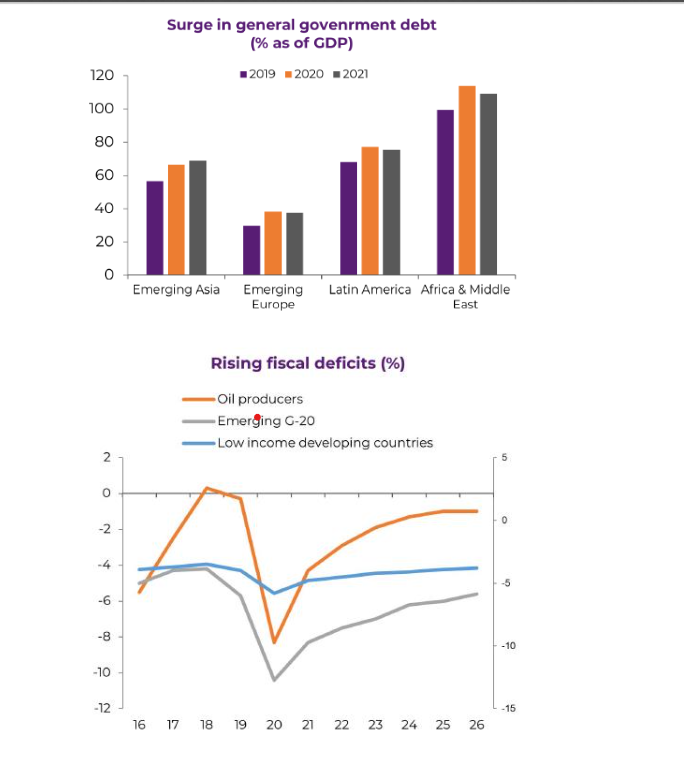 Surge in general govenrment debt
(% as of GDP)
2019 2020 2021
120
100
80
60
40
20
0
Emerging Asia Emerging Latin America Africa & Middle
Europe East
Rising fiscal deficits (%)
Oil producers
Emerging G-20
Low income developing countries
2 5
0
0
-2
-4
-5
-6
-8
-10
-10
-12 -15
16 17 18 19 20 21 22 23 24 25 26